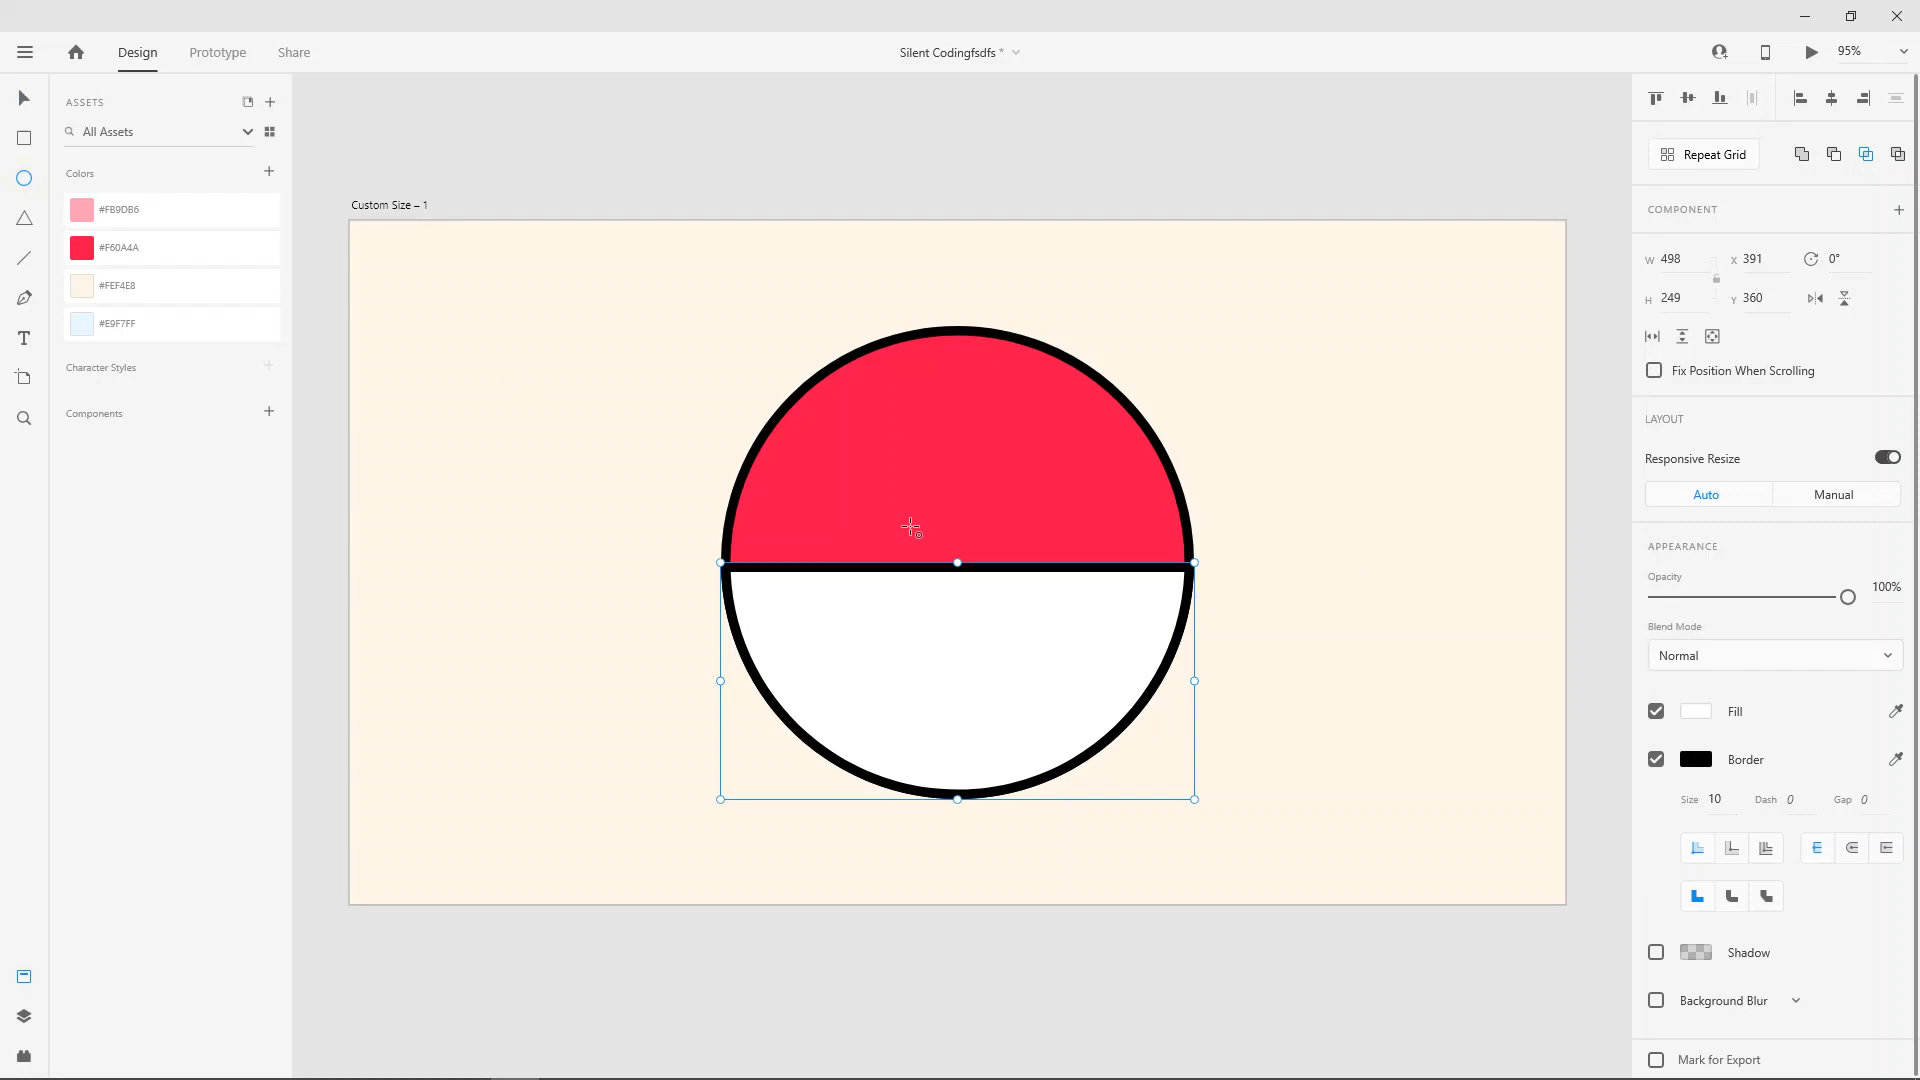 Design Prototype Share
Silent Codingfsdfs *
95%
ASSETS
All Assets
Colors
#FB9DB6
#F60A4A
#FEF4E8
#E9F7FF
Character Styles
Components
Custom Size – 1
Repeat Grid
COMPONENT
W 498 X 391 0°
H 249 Y 360
Fix Position When Scrolling
LAYOUT
Responsive Resize
Auto Manual
APPEARANCE
Opacity
100%
Blend Mode
Normal
Fill
Border
Size 10 Dash 0 Gap 0
Shadow
Background Blur
Mark for Export